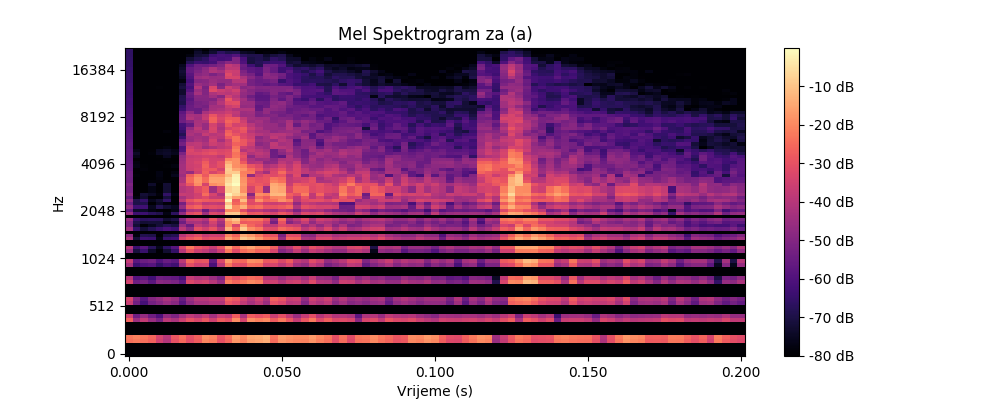 Mel Spektrogram za (a)
Hz
16384
8192
4096
2048
1024
512
0
0.000 0.050 0.100 0.150 0.200
Vrijeme (s)
-10 dB
-20 dB
-30 dB
-40 dB
-50 dB
-60 dB
-70 dB
-80 dB